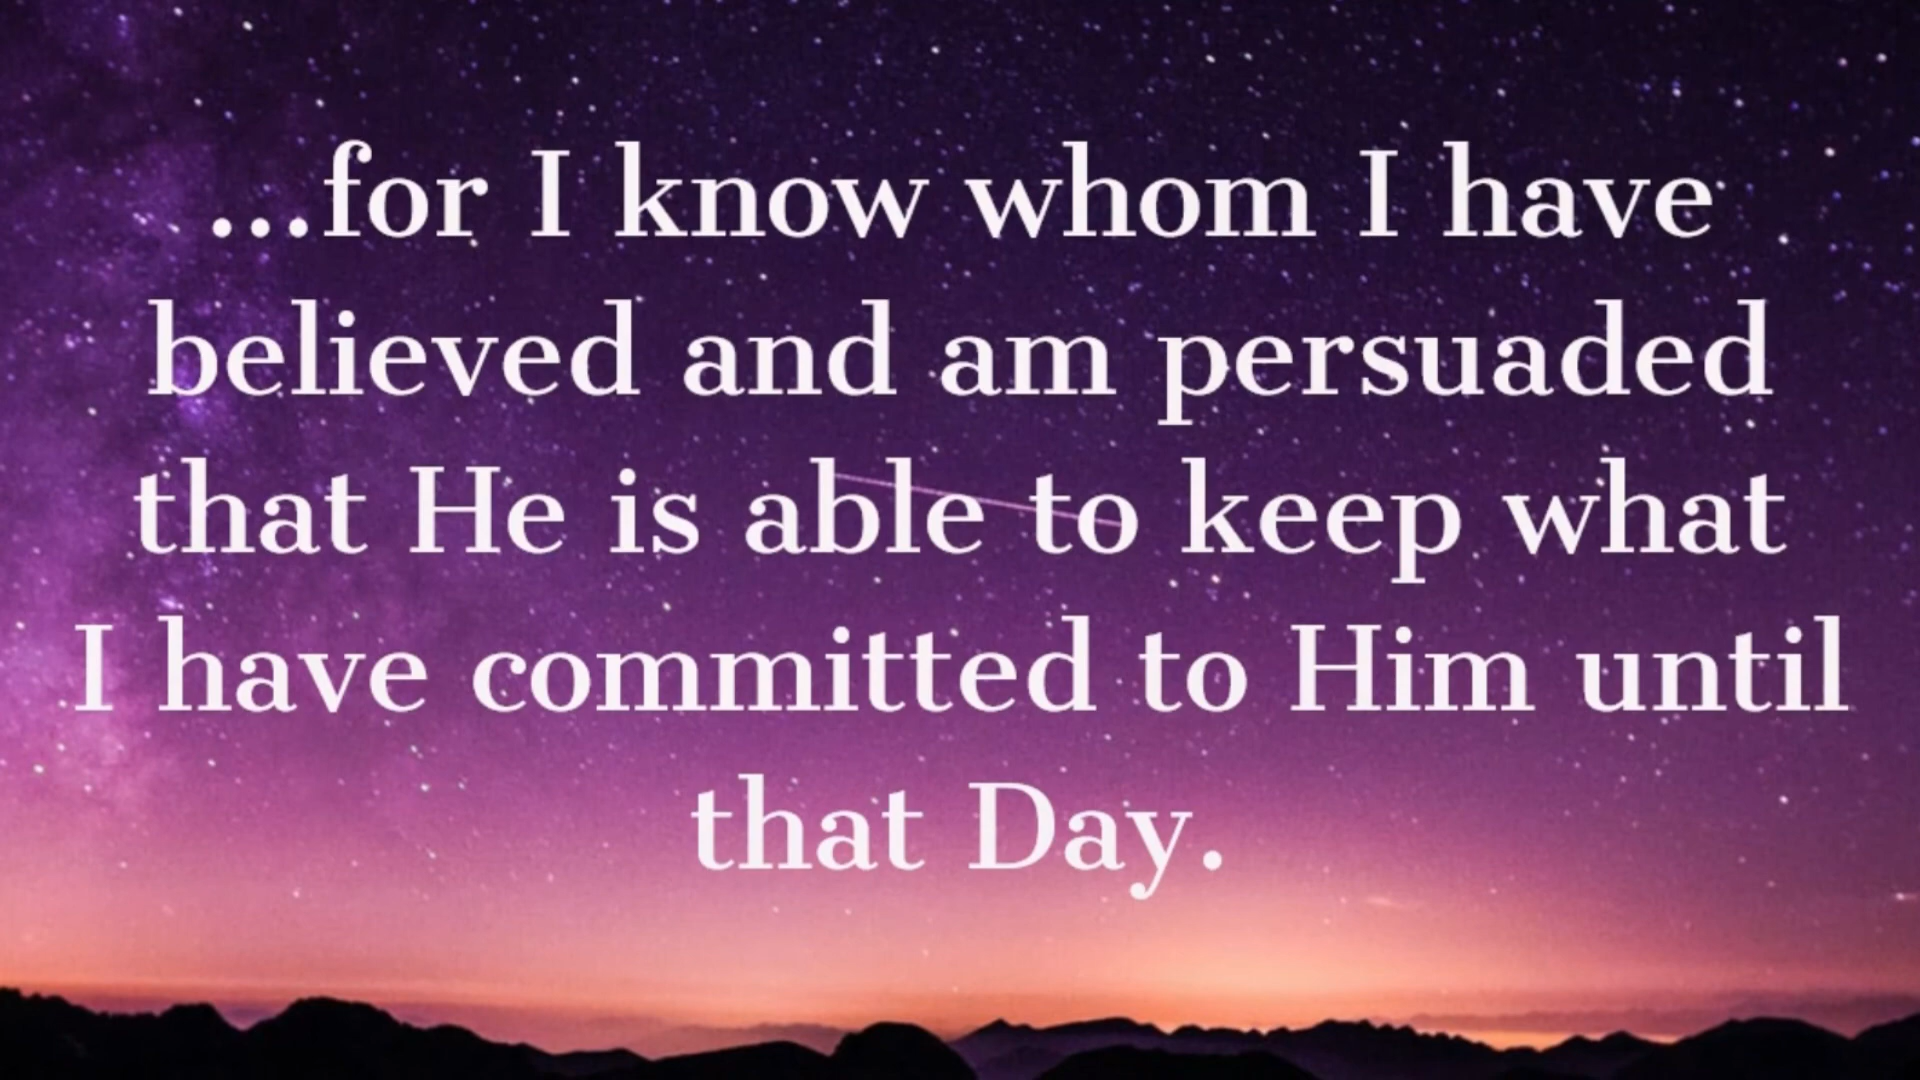 ...for I know whom I have
believed and am persuaded
that He is able to keep what
I have committed to Him until
that Day.